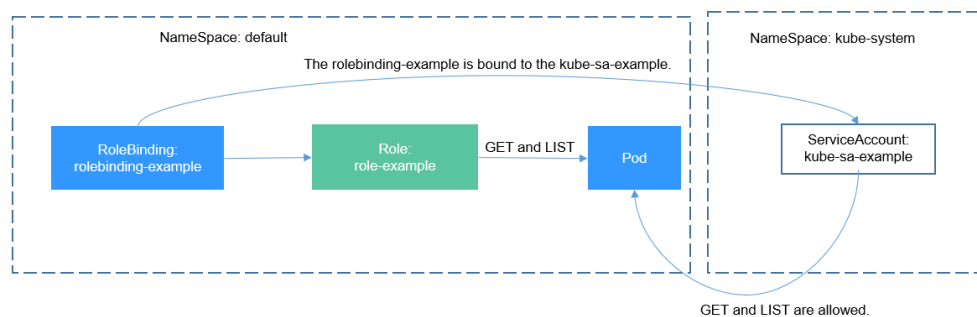 NameSpace: default
NameSpace: kube-system
The rolebinding-example is bound to the kube-sa-example.
RoleBinding:
rolebinding-example
Role:
role-example
GET and LIST
Pod
ServiceAccount:
kube-sa-example
GET and LIST are allowed.